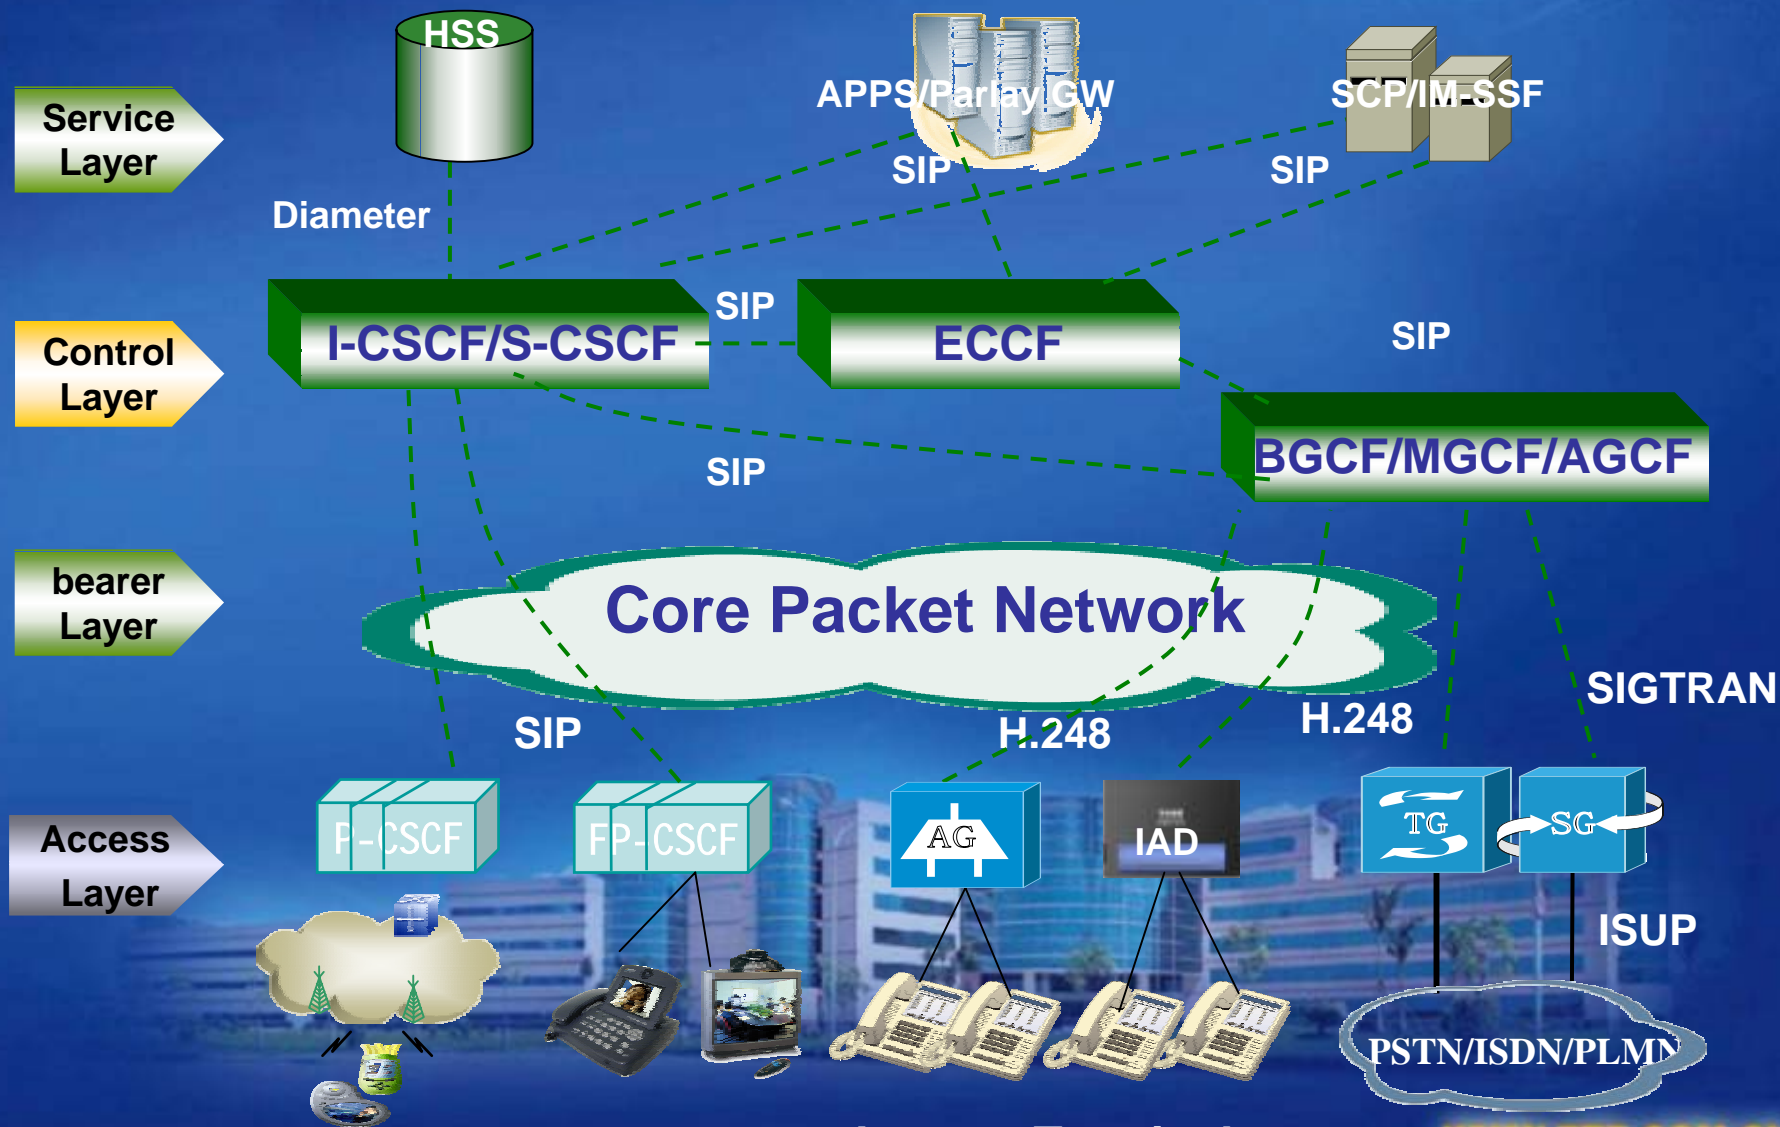 HSS
APPS/Parlay GW
SCP/IM-SSF
Service
Layer
SIP
SIP
Diameter
SIP
I-CSCF/S-CSCF
ECCF
SIP
Control
Layer
BGCF/MGCF/AGCF
SIP
bearer
Layer
Core Packet Network
SIGTRAN
SIP
H.248
H.248
Access
Layer
P-CSCF
FP-CSCF
AG
IAD
TG
SG
ISUP
PSTN/ISDN/PLMN